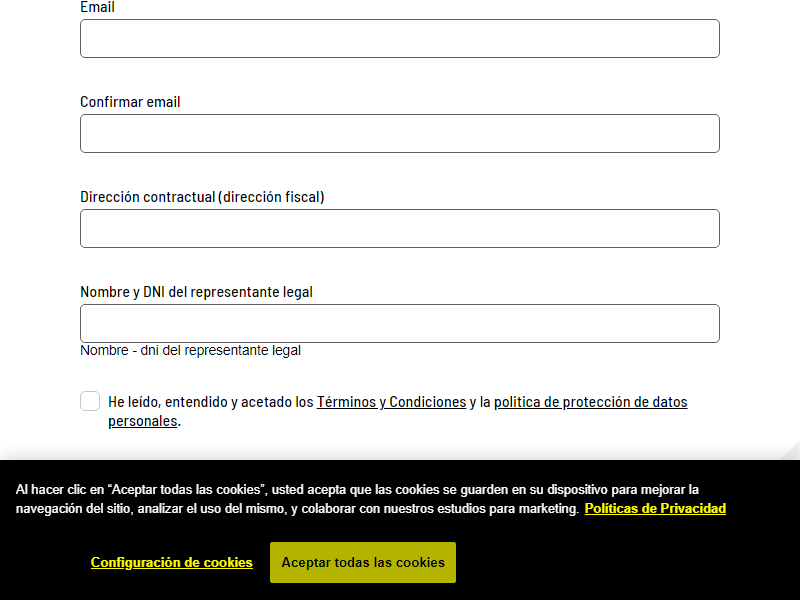 Email
Confirmar email
Dirección contractual (dirección fiscal)
Nombre y DNI del representante legal
Nombre - dni del representante legal
He leído, entendido y acetado los Términos y Condiciones y la politica de protección de datos
personales.
Al hacer clic en “Aceptar todas las cookies”, usted acepta que las cookies se guarden en su dispositivo para mejorar la
navegación del sitio, analizar el uso del mismo, y colaborar con nuestros estudios para marketing. Políticas de Privacidad
Configuración de cookies
Aceptar todas las cookies